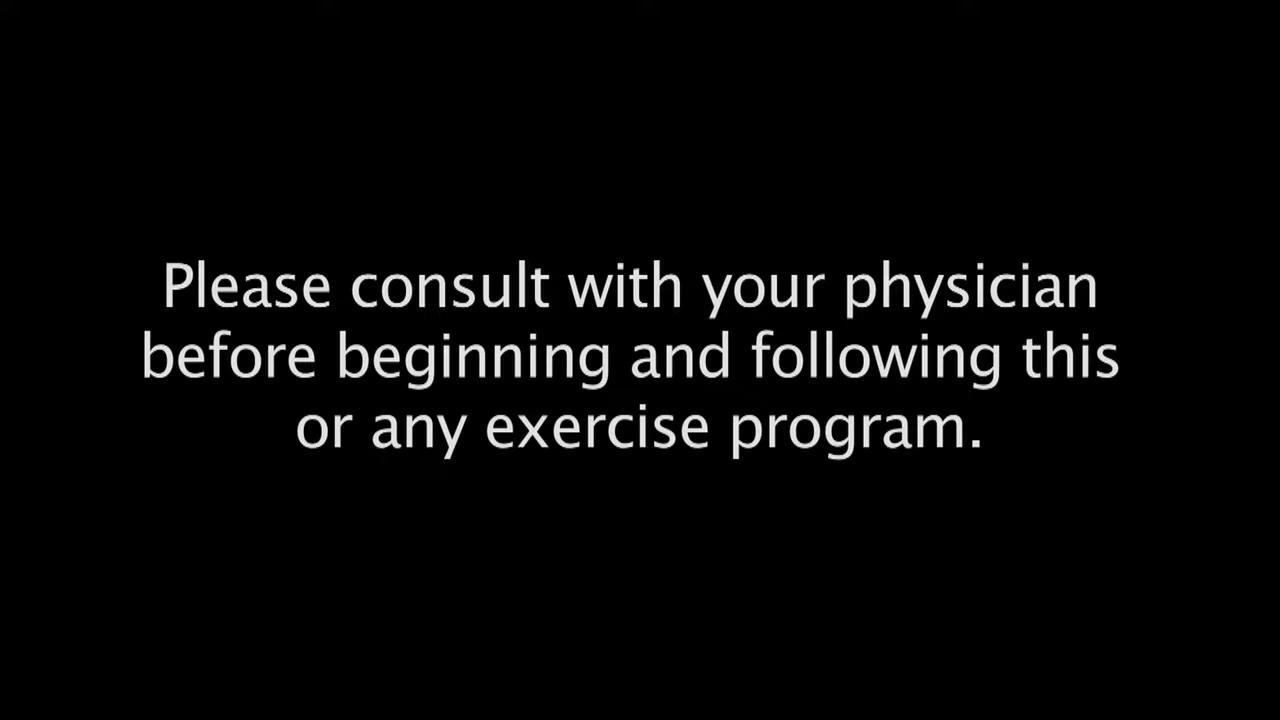 Please consult with your physician
before beginning and following this
or any exercise program.